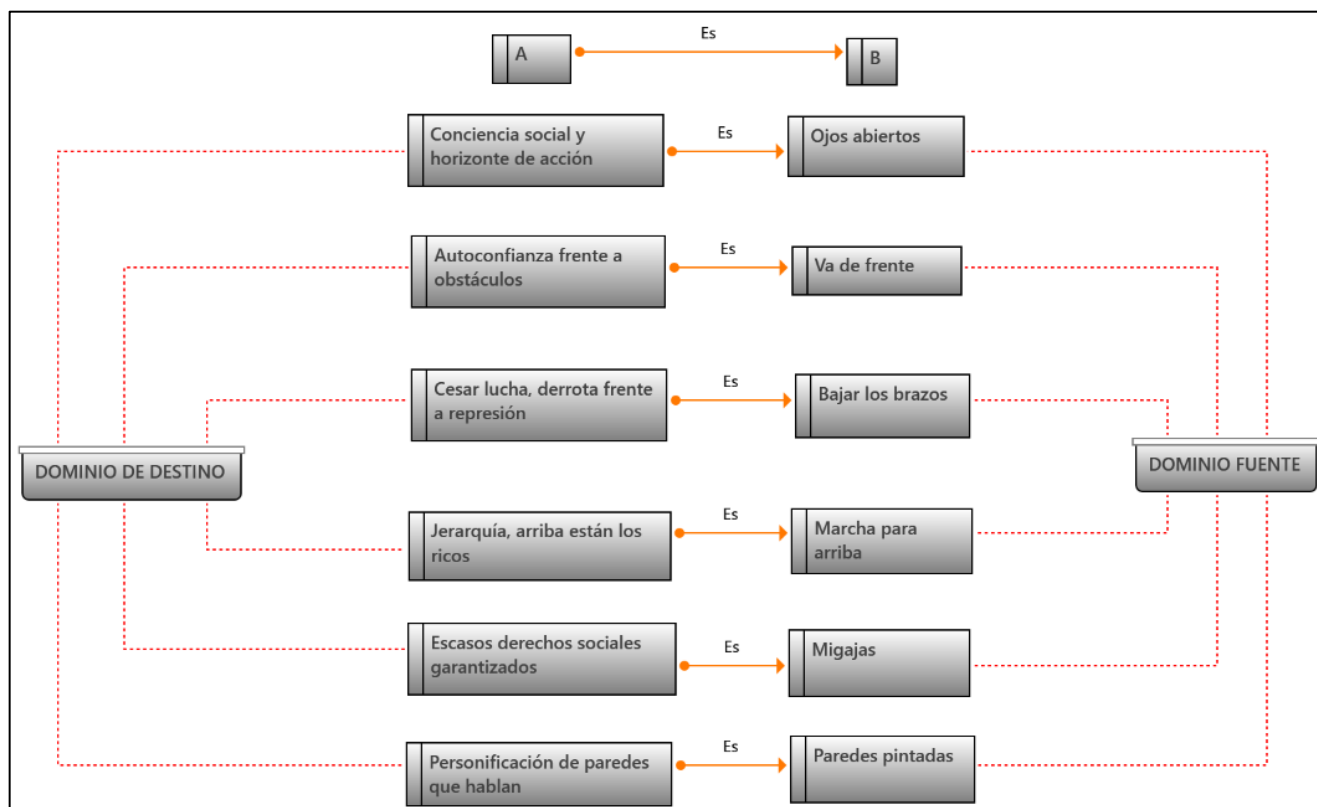 Es
A
B
Conciencia social y
horizonte de acción
Es
Ojos abiertos
Autoconfianza frente a
obstáculos
Es
Va de frente
Cesar lucha, derrota frente
a represión
Es
Bajar los brazos
DOMINIO DE DESTINO
DOMINIO FUENTE
Jerarquía, arriba están los
ricos
Es
Marcha para
arriba
Escasos derechos sociales
garantizados
Es
Migajas
Personificación de paredes
que hablan
Es
Paredes pintadas